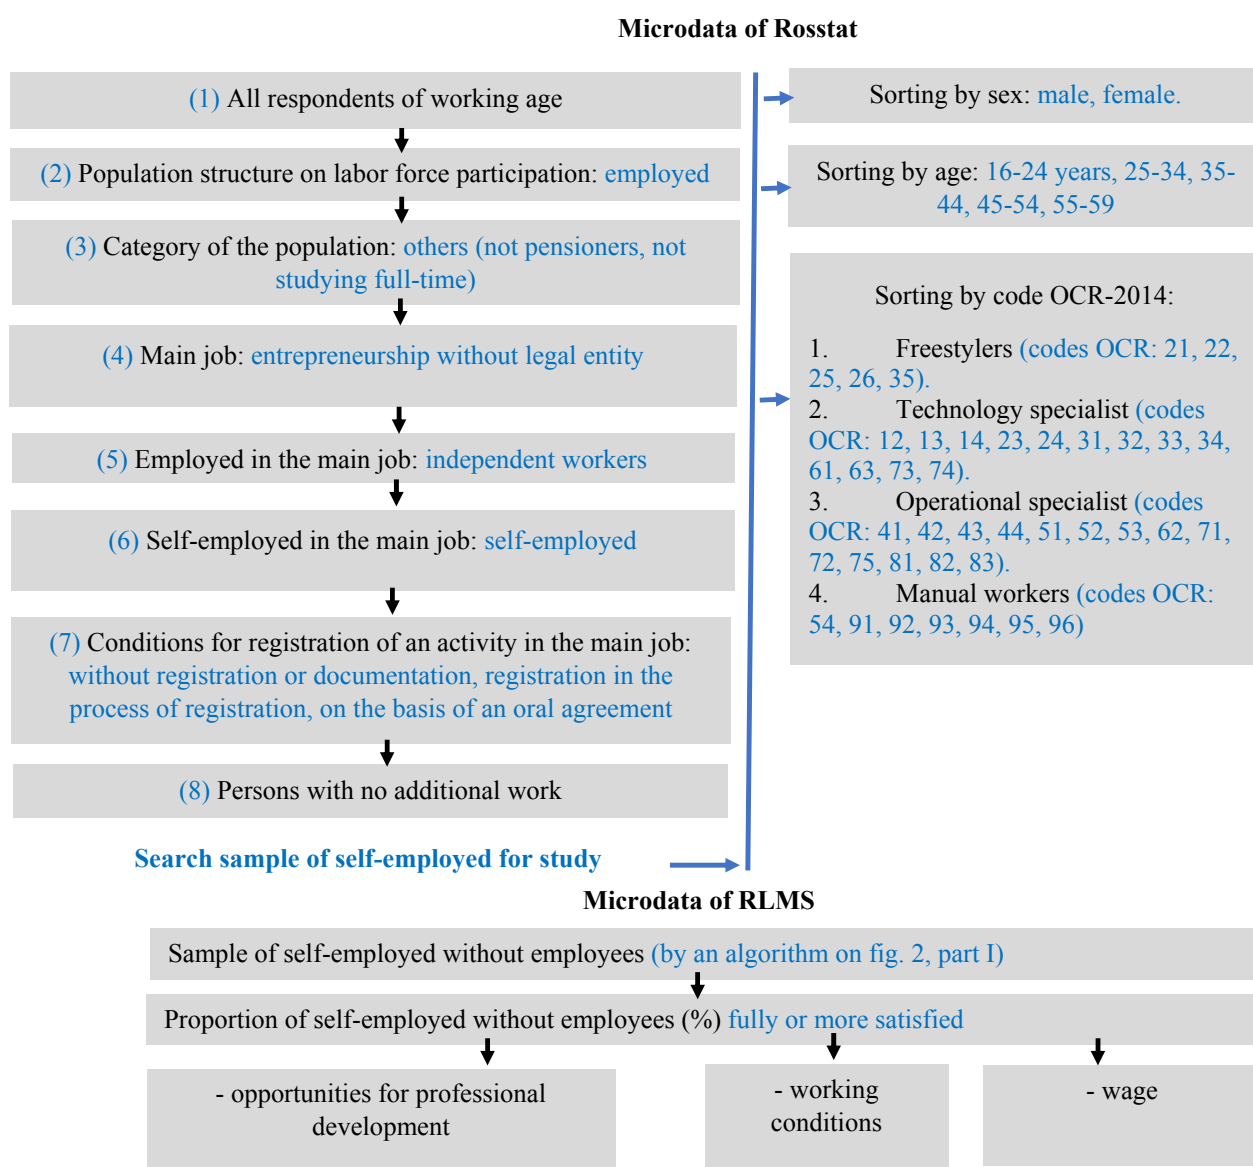 Microdata of Rosstat
(1) All respondents of working age
(2) Population structure on labor force participation: employed
(3) Category of the population: others (not pensioners, not
studying full-time)
(4) Main job: entrepreneurship without legal entity
(5) Employed in the main job: independent workers
(6) Self-employed in the main job: self-employed
(7) Conditions for registration of an activity in the main job:
without registration or documentation, registration in the
process of registration, on the basis of an oral agreement
(8) Persons with no additional work
Search sample of self-employed for study
Sorting by sex: male, female.
Sorting by age: 16-24 years, 25-34, 35-
44, 45-54, 55-59
Sorting by code OCR-2014:
1. Freestylers (codes OCR: 21, 22,
25, 26, 35).
2. Technology specialist (codes
OCR: 12, 13, 14, 23, 24, 31, 32, 33, 34,
61, 63, 73, 74).
3. Operational specialist (codes
OCR: 41, 42, 43, 44, 51, 52, 53, 62, 71,
72, 75, 81, 82, 83).
4. Manual workers (codes OCR:
54, 91, 92, 93, 94, 95, 96)
Microdata of RLMS
Sample of self-employed without employees (by an algorithm on fig. 2, part I)
Proportion of self-employed without employees (%) fully or more satisfied
- opportunities for professional
development
- working
conditions
- wage